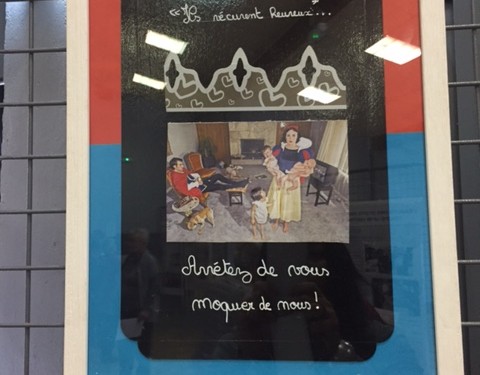 «Ils vécurent heureux"...
Arrêtez de vous
moquer de nous!